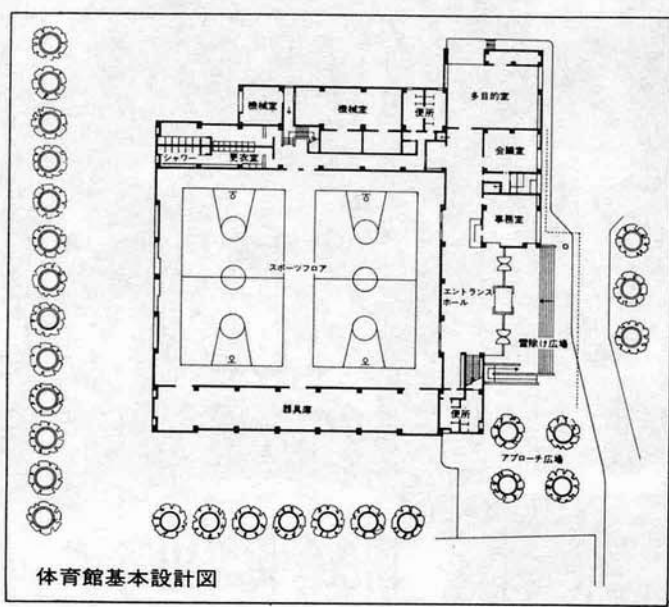 多目的室
機械室
機械室
便所
会議室
シャワー
更衣室
事務室
スポーツフロア
エントランス
ホール
雪除け広場
器具庫
便所
アプローチ広場
体育館基本設計図